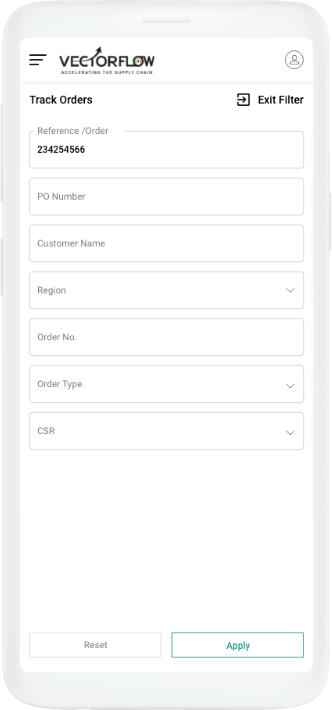 VECTORFLOW
ACCELERATING THE SUPPLY CHAIN
Track Orders
Exit Filter
Reference /Order
234254566
PO Number
Customer Name
Region
Order No.
Order Type
CSR
Reset
Apply